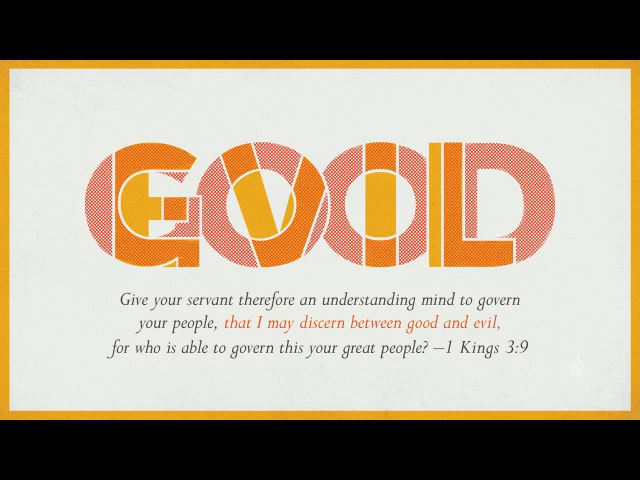 GOOD
EVIL
Give your servant therefore an understanding mind to govern
your people, that I may discern between good and evil,
for who is able to govern this your great people? —1 Kings 3:9